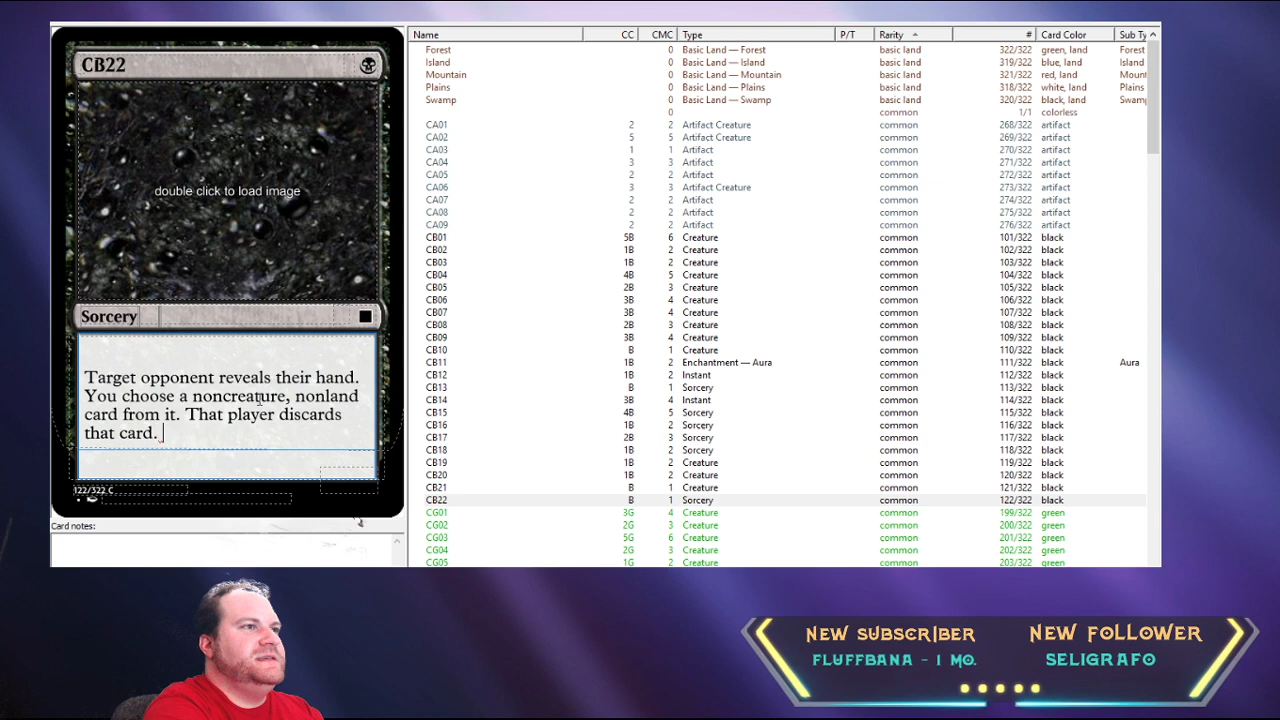 CB22
double click to load image
Sorcery
Target opponent reveals their hand.
You choose a noncreature, nonland
card from it. That player discards
that card.
122/322 C
Card notes:
Name CC CMC Type P/T Rarity # Card Color Sub Ty
Forest 0 Basic Land — Forest basic land 322/322 green, land Forest
Island 0 Basic Land — Island basic land 319/322 blue, land Island
Mountain 0 Basic Land — Mountain basic land 321/322 red, land Mount
Plains 0 Basic Land — Plains basic land 318/322 white, land Plains
Swamp 0 Basic Land — Swamp basic land 320/322 black, land Swamp
0 common 1/1 colorless
CA01 2 2 Artifact Creature common 268/322 artifact
CA02 5 5 Artifact Creature common 269/322 artifact
CA03 1 1 Artifact common 270/322 artifact
CA04 3 3 Artifact common 271/322 artifact
CA05 2 2 Artifact common 272/322 artifact
CA06 3 3 Artifact Creature common 273/322 artifact
CA07 2 2 Artifact common 274/322 artifact
CA08 2 2 Artifact common 275/322 artifact
CA09 2 2 Artifact common 276/322 artifact
CB01 5B 6 Creature common 101/322 black
CB02 1B 2 Creature common 102/322 black
CB03 1B 2 Creature common 103/322 black
CB04 4B 5 Creature common 104/322 black
CB05 2B 3 Creature common 105/322 black
CB06 3B 4 Creature common 106/322 black
CB07 3B 4 Creature common 107/322 black
CB08 2B 3 Creature common 108/322 black
CB09 3B 4 Creature common 109/322 black
CB10 B 1 Creature common 110/322 black
CB11 1B 2 Enchantment — Aura common 111/322 black Aura
CB12 1B 2 Instant common 112/322 black
CB13 B 1 Sorcery common 113/322 black
CB14 3B 4 Instant common 114/322 black
CB15 4B 5 Sorcery common 115/322 black
CB16 1B 2 Sorcery common 116/322 black
CB17 2B 3 Sorcery common 117/322 black
CB18 1B 2 Sorcery common 118/322 black
CB19 1B 2 Creature common 119/322 black
CB20 1B 2 Creature common 120/322 black
CB21 B 1 Creature common 121/322 black
CB22 B 1 Sorcery common 122/322 black
CG01 3G 4 Creature common 199/322 green
CG02 2G 3 Creature common 200/322 green
CG03 5G 6 Creature common 201/322 green
CG04 2G 3 Creature common 202/322 green
CG05 1G 2 Creature common 203/322 green
NEW SUBSCRIBER
FLUFFBANA - 1 MO.
NEW FOLLOWER
SELIGRAFO